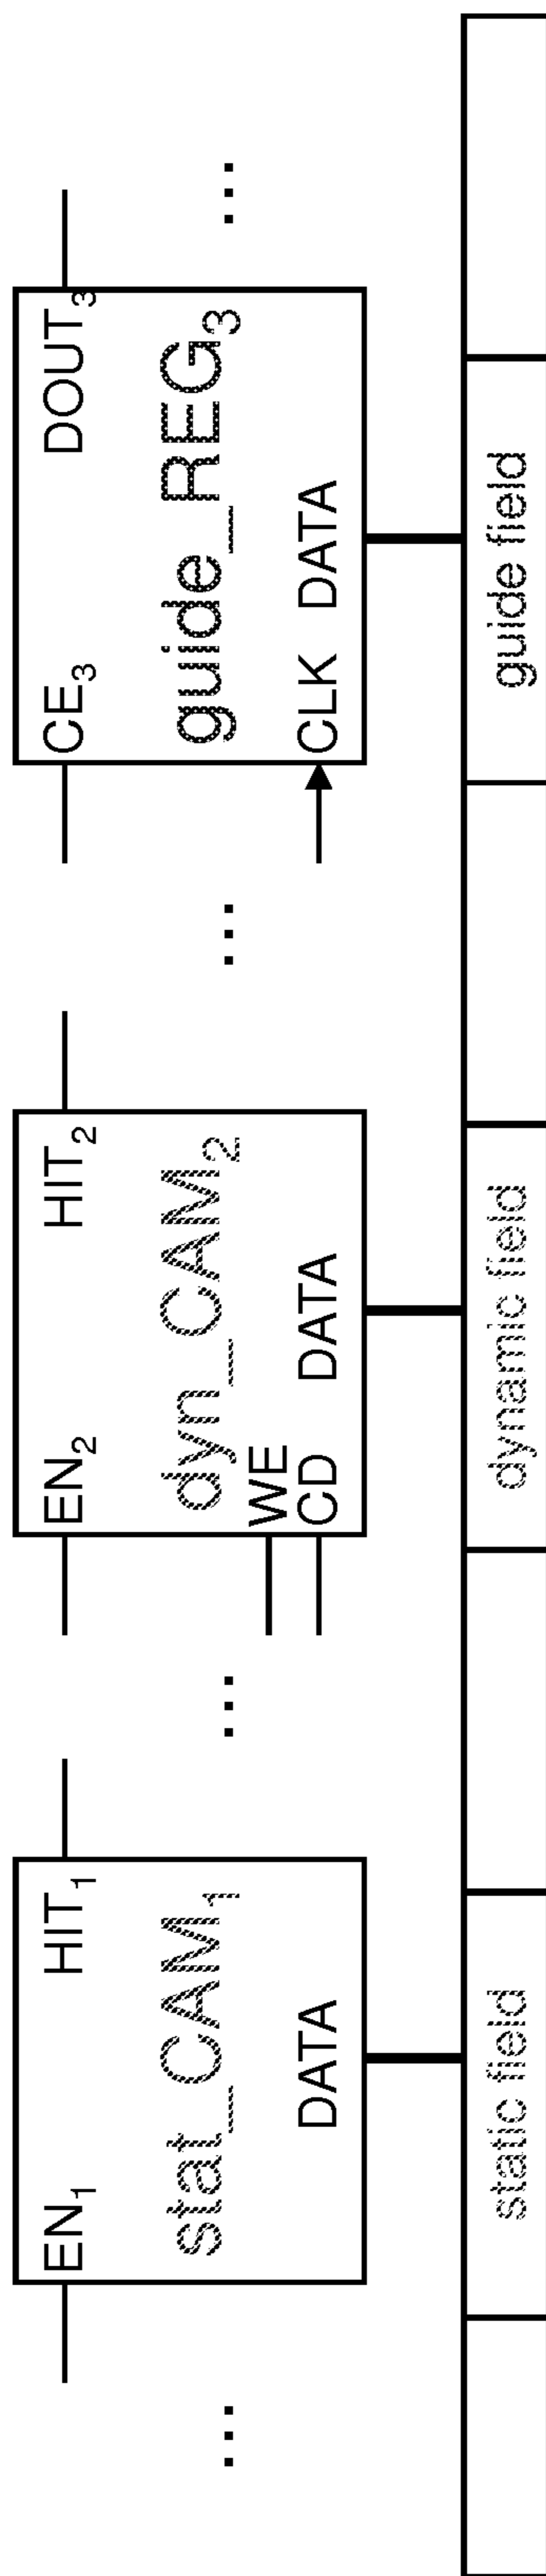 EN₁ HIT₁
stat_CAM₁
DATA
static field
...
EN₂ HIT₂
dyn_CAM₂
WE
CD DATA
dynamic field
...
CE₃ DOUT₃
guide_REG₃
CLK DATA
guide field
...